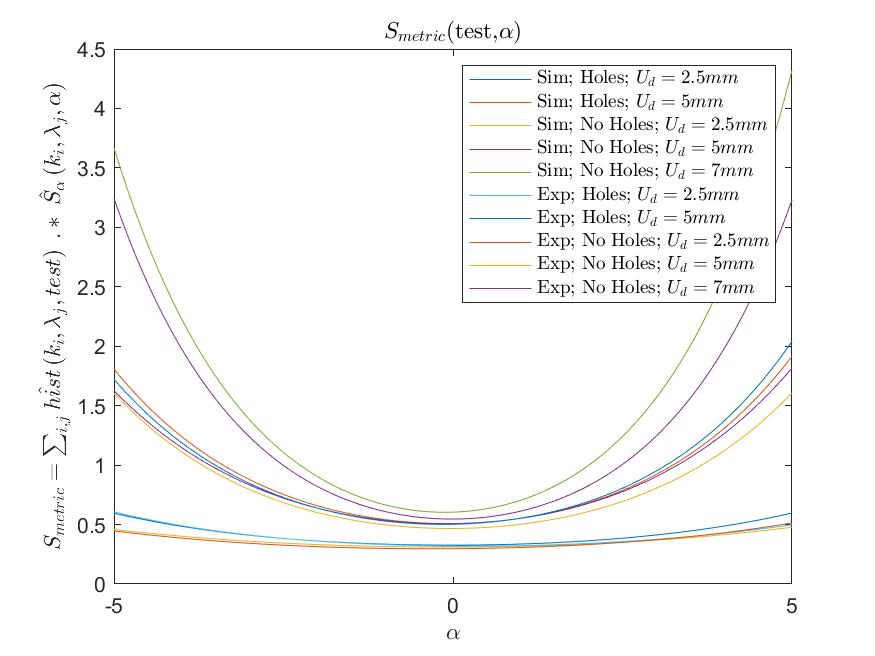 S_metric(test,α)
4.5
4
3.5
3
2.5
2
1.5
1
0.5
0
S_metric = ∑_{i,j} hîst (k_i, λ_j, test) .* Ŝ_α (k_i, λ_j, α)
Sim; Holes; U_d = 2.5mm
Sim; Holes; U_d = 5mm
Sim; No Holes; U_d = 2.5mm
Sim; No Holes; U_d = 5mm
Sim; No Holes; U_d = 7mm
Exp; Holes; U_d = 2.5mm
Exp; Holes; U_d = 5mm
Exp; No Holes; U_d = 2.5mm
Exp; No Holes; U_d = 5mm
Exp; No Holes; U_d = 7mm
-5 0 5
α